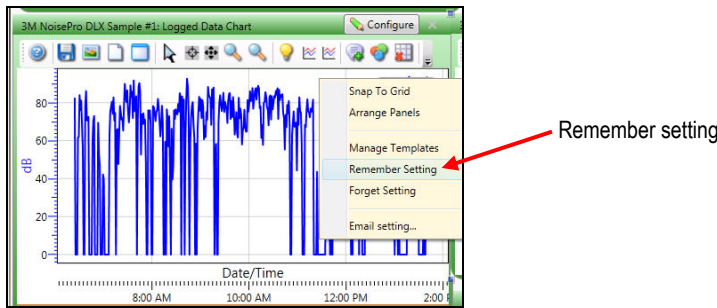 3M NoisePro DLX Sample #1: Logged Data Chart
Configure
Snap To Grid
Arrange Panels
Manage Templates
Remember Setting
Forget Setting
Email setting...
Remember setting
80
60
40
20
0
dB
Date/Time
8:00 AM
10:00 AM
12:00 PM
2:00